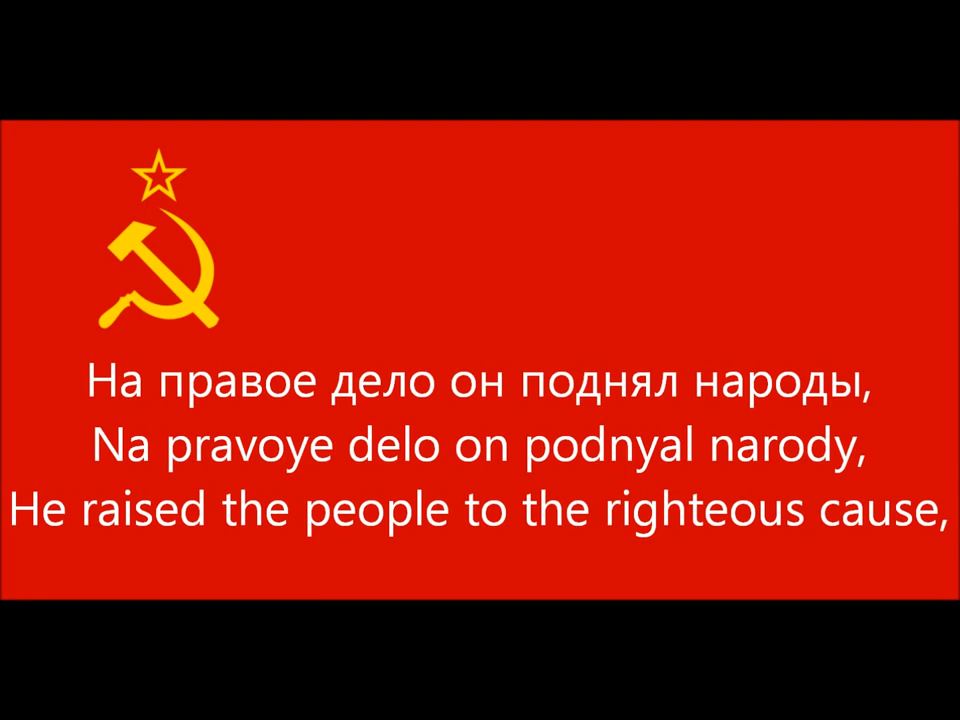 На правое дело он поднял народы,
Na pravoye delo on podnyal narody,
He raised the people to the righteous cause,